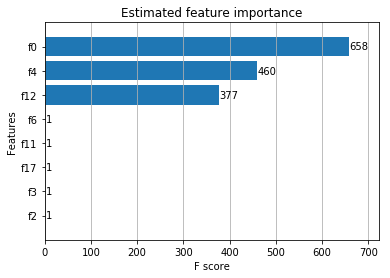 Estimated feature importance
Features
f0 658
f4 460
f12 377
f6 1
f11 1
f17 1
f3 1
f2 1
0 100 200 300 400 500 600 700
F score